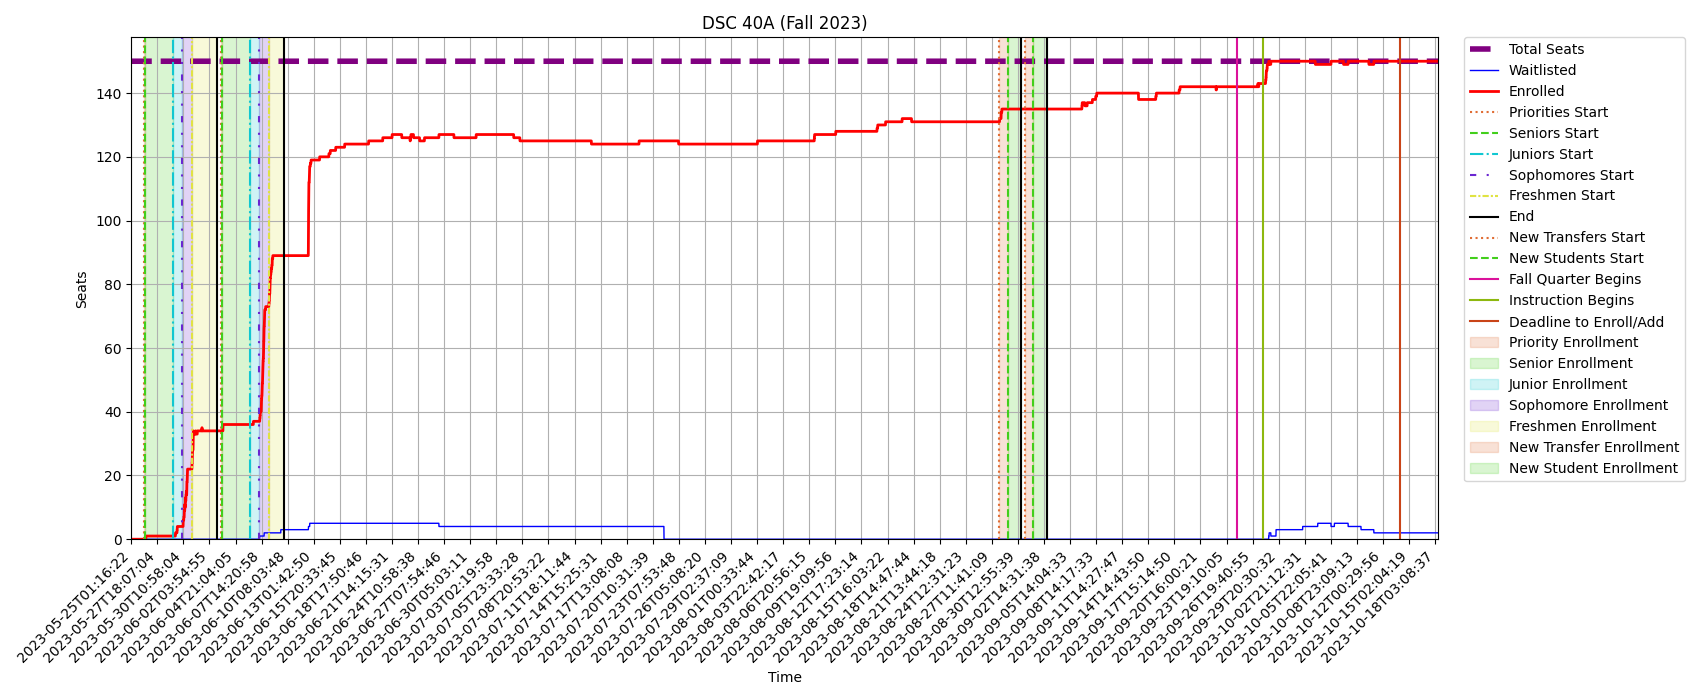 DSC 40A (Fall 2023)
Seats
140
120
100
80
60
40
20
0
2023-05-25T01:16:22
2023-05-27T18:07:04
2023-05-30T10:58:04
2023-06-02T03:54:55
2023-06-04T21:04:05
2023-06-07T14:20:58
2023-06-10T08:03:48
2023-06-13T01:42:50
2023-06-15T20:33:45
2023-06-18T17:50:46
2023-06-21T14:15:31
2023-06-24T10:58:38
2023-06-27T07:54:46
2023-06-30T05:03:11
2023-07-03T02:19:58
2023-07-05T23:33:28
2023-07-08T20:53:22
2023-07-11T18:11:44
2023-07-14T15:25:31
2023-07-17T13:08:08
2023-07-20T10:31:39
2023-07-23T07:53:48
2023-07-26T05:08:20
2023-07-29T02:37:09
2023-08-01T00:33:44
2023-08-03T22:42:17
2023-08-06T20:56:15
2023-08-09T19:09:56
2023-08-12T17:23:14
2023-08-15T16:03:22
2023-08-18T14:47:44
2023-08-21T13:44:18
2023-08-24T12:31:23
2023-08-27T11:41:09
2023-08-30T12:55:39
2023-09-02T14:31:38
2023-09-05T14:04:33
2023-09-08T14:17:33
2023-09-11T14:27:47
2023-09-14T14:43:50
2023-09-17T15:14:50
2023-09-20T16:00:21
2023-09-23T19:10:05
2023-09-26T19:40:55
2023-09-29T20:30:32
2023-10-02T21:12:31
2023-10-05T22:05:41
2023-10-08T23:09:13
2023-10-12T00:29:56
2023-10-15T02:04:19
2023-10-18T03:08:37
Time
Total Seats
Waitlisted
Enrolled
Priorities Start
Seniors Start
Juniors Start
Sophomores Start
Freshmen Start
End
New Transfers Start
New Students Start
Fall Quarter Begins
Instruction Begins
Deadline to Enroll/Add
Priority Enrollment
Senior Enrollment
Junior Enrollment
Sophomore Enrollment
Freshmen Enrollment
New Transfer Enrollment
New Student Enrollment